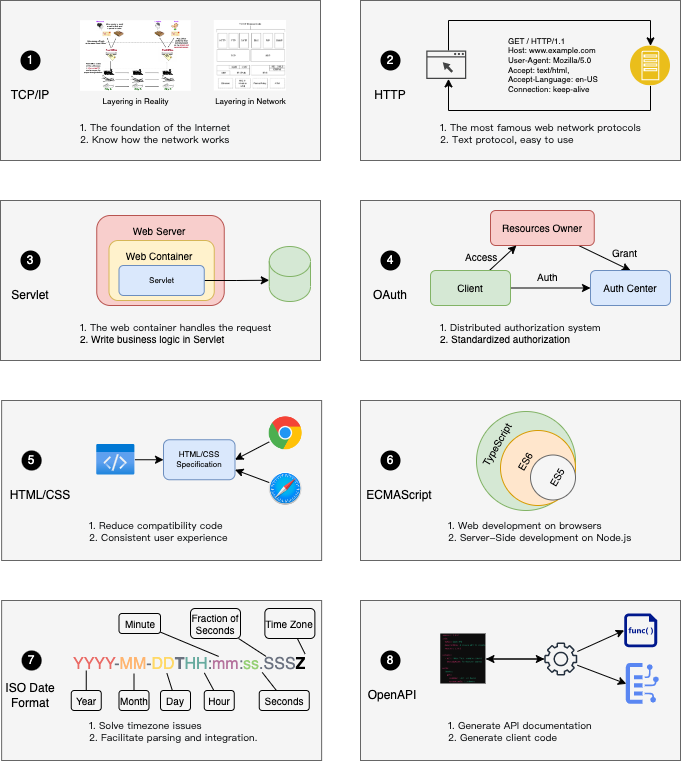 1
TCP/IP
Layering in Reality
Layering in Network
1. The foundation of the Internet
2. Know how the network works
2
HTTP
GET / HTTP/1.1
Host: www.example.com
User-Agent: Mozilla/5.0
Accept: text/html,
Accept-Language: en-US
Connection: keep-alive
1. The most famous web network protocols
2. Text protocol, easy to use
3
Servlet
Web Server
Web Container
Servlet
1. The web container handles the request
2. Write business logic in Servlet
4
OAuth
Resources Owner
Access
Grant
Client
Auth
Auth Center
1. Distributed authorization system
2. Standardized authorization
5
HTML/CSS
</>
HTML/CSS
Specification
1. Reduce compatibility code
2. Consistent user experience
6
ECMAScript
TypeScript
ES6
ES5
1. Web development on browsers
2. Server-Side development on Node.js
7
ISO Date
Format
Minute
Fraction of
Seconds
Time Zone
YYYY-MM-DDTHH:mm:ss.SSSZ
Year
Month
Day
Hour
Seconds
1. Solve timezone issues
2. Facilitate parsing and integration.
8
OpenAPI
func()
1. Generate API documentation
2. Generate client code